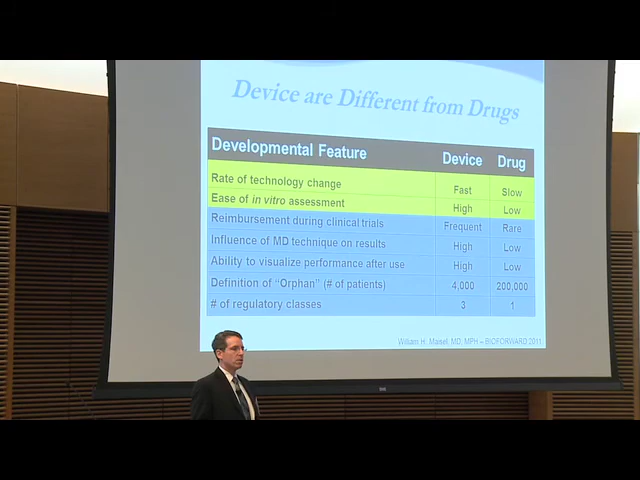 Device are Different from Drugs
Developmental Feature Device Drug
Rate of technology change Fast Slow
Ease of in vitro assessment High Low
Reimbursement during clinical trials Frequent Rare
Influence of MD technique on results High Low
Ability to visualize performance after use High Low
Definition of “Orphan” (# of patients) 4,000 200,000
# of regulatory classes 3 1
William H. Maisel, MD, MPH – BIOFORWARD 2011